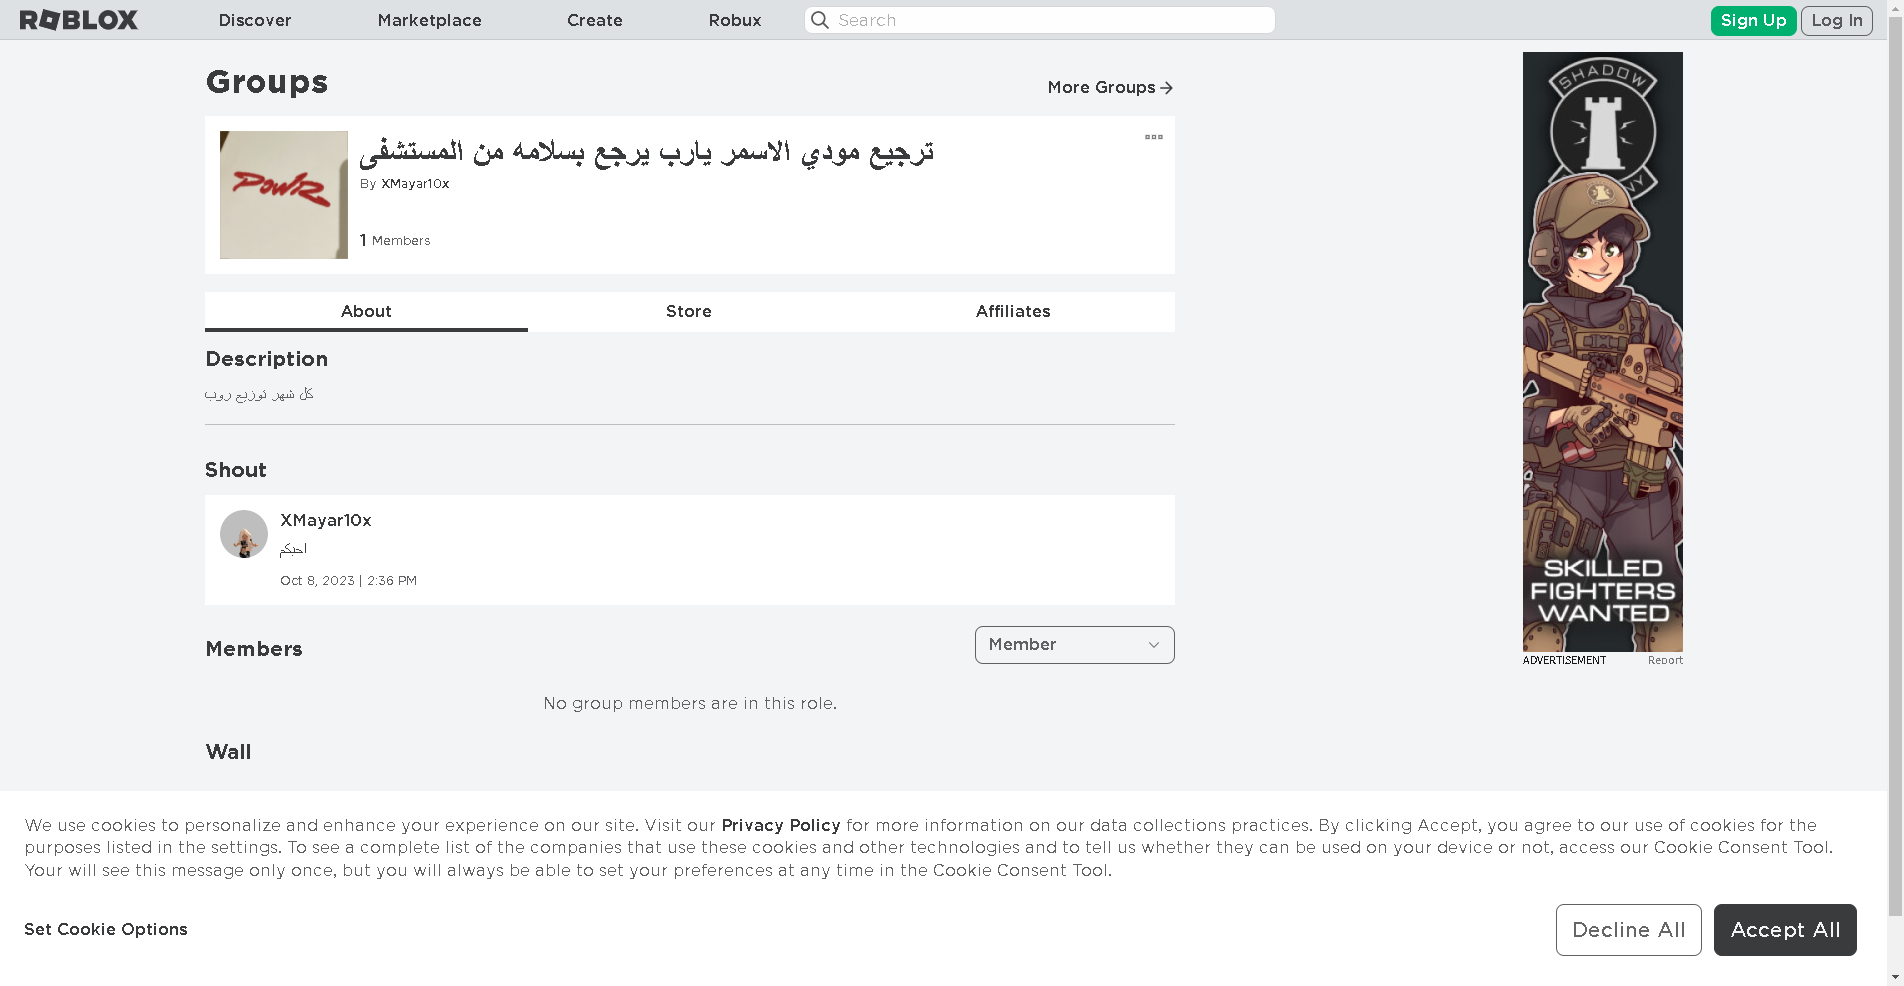 ROBLOX
Discover
Marketplace
Create
Robux
Search
Sign Up
Log In
Groups
More Groups
ترجيع مودي الاسمر يارب يرجع بسلامه من المستشفى
By XMayar10x
1 Members
POWR
About
Store
Affiliates
Description
كل شهر توزيع روب
Shout
XMayar10x
احبكم
Oct 8, 2023 | 2:36 PM
Members
Member
No group members are in this role.
Wall
SHADOW
SKILLED
FIGHTERS
WANTED
ADVERTISEMENT
Report
We use cookies to personalize and enhance your experience on our site. Visit our Privacy Policy for more information on our data collections practices. By clicking Accept, you agree to our use of cookies for the
purposes listed in the settings. To see a complete list of the companies that use these cookies and other technologies and to tell us whether they can be used on your device or not, access our Cookie Consent Tool.
Your will see this message only once, but you will always be able to set your preferences at any time in the Cookie Consent Tool.
Set Cookie Options
Decline All
Accept All